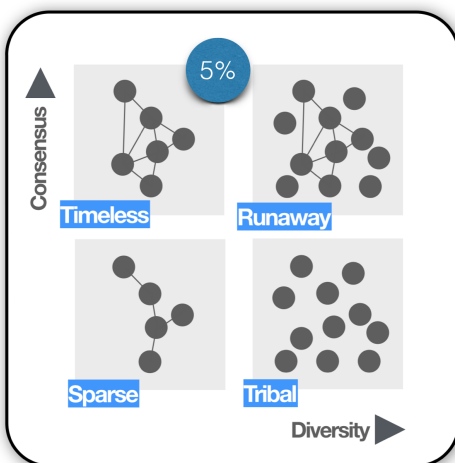 5%
Consensus
Timeless
Runaway
Sparse
Tribal
Diversity